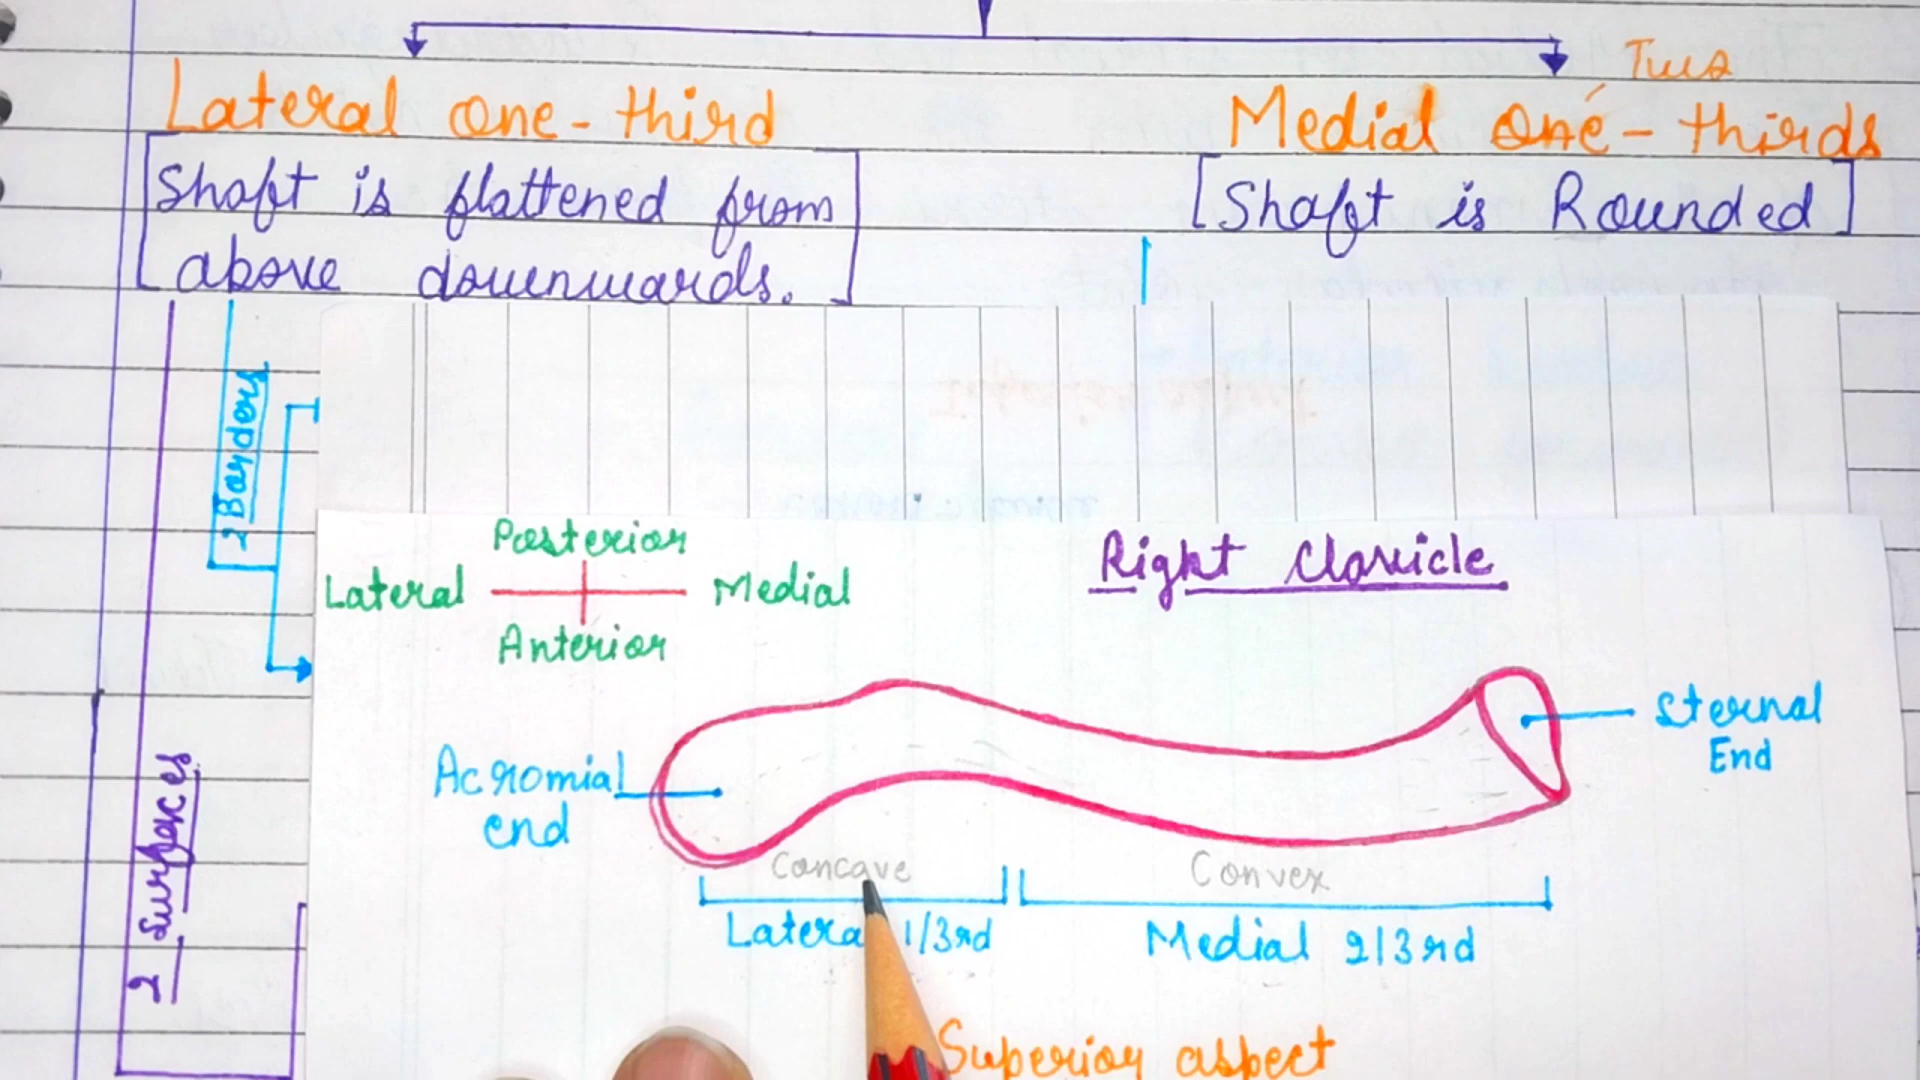 Two
Lateral one-third
Medial one-thirds
Shaft is flattened from
above downwards.
[Shaft is Rounded]
2 Borders
2 Surfaces
Posterior
Lateral
Medial
Anterior
Right Clavicle
Acromial
end
Sternal
End
Concave
Convex
Lateral 1/3rd
Medial 2/3rd
Superior aspect